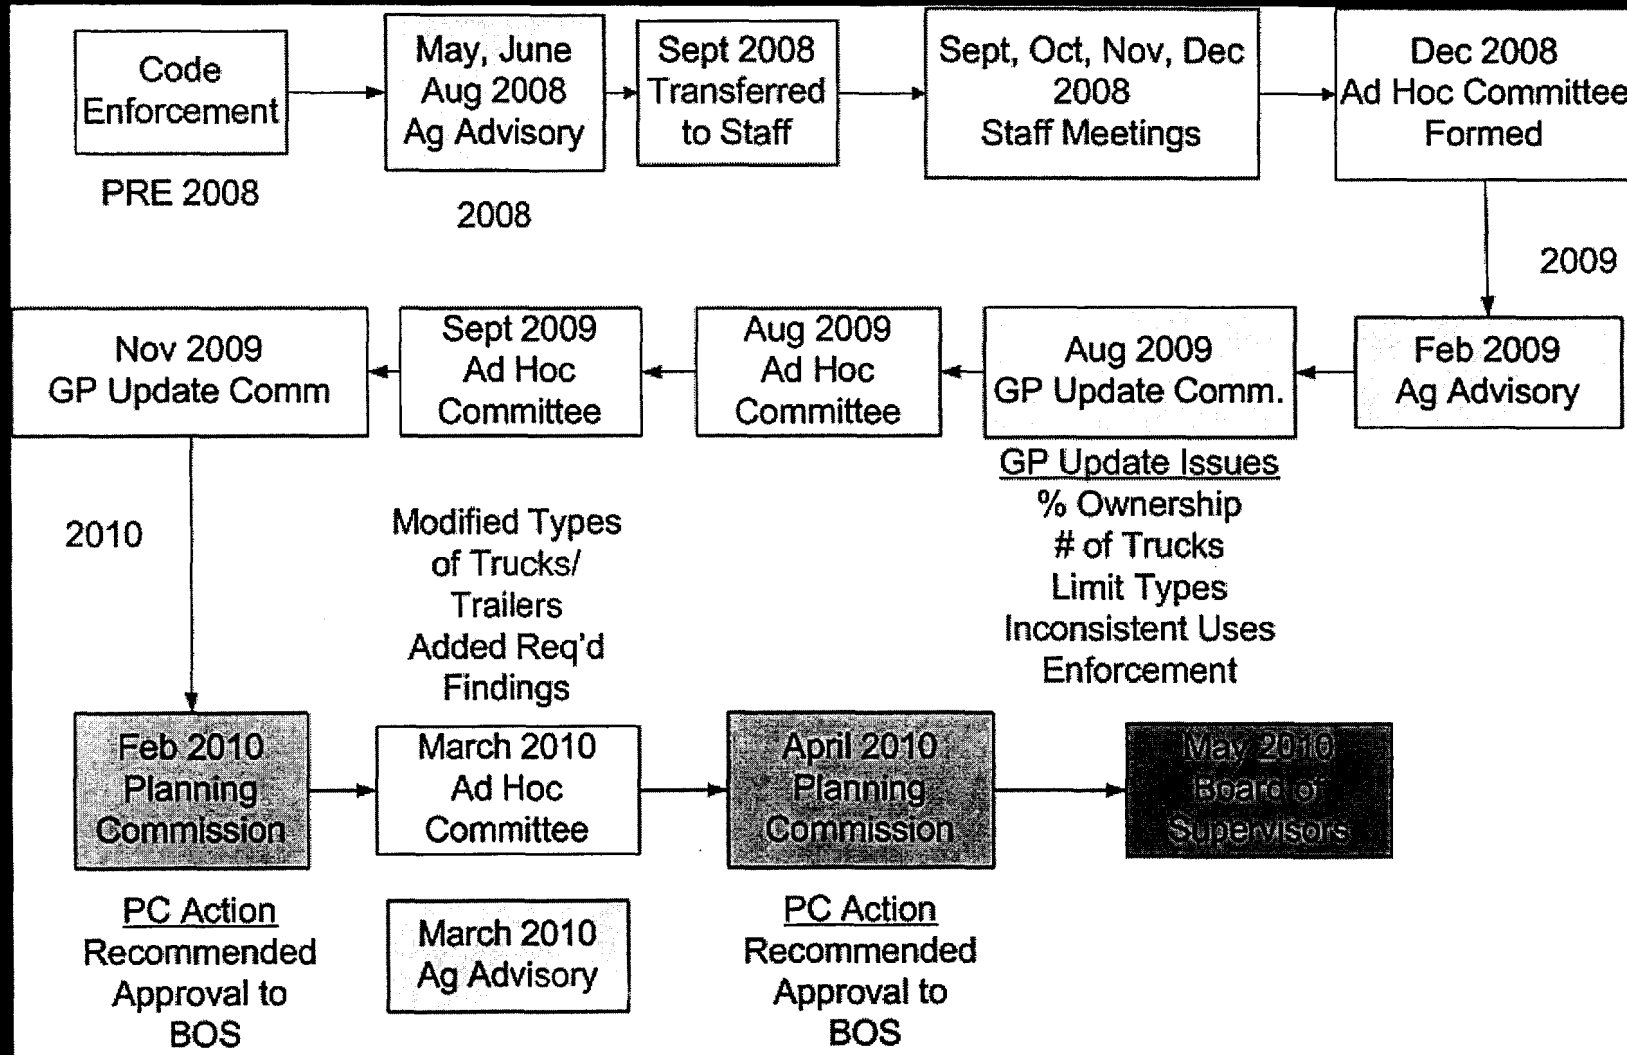 Code
Enforcement
PRE 2008
May, June
Aug 2008
Ag Advisory
2008
Sept 2008
Transferred
to Staff
Sept, Oct, Nov, Dec
2008
Staff Meetings
Dec 2008
Ad Hoc Committee
Formed
2009
Feb 2009
Ag Advisory
Aug 2009
GP Update Comm.
GP Update Issues
% Ownership
# of Trucks
Limit Types
Inconsistent Uses
Enforcement
Aug 2009
Ad Hoc
Committee
Sept 2009
Ad Hoc
Committee
Nov 2009
GP Update Comm
2010
Feb 2010
Planning
Commission
PC Action
Recommended
Approval to
BOS
Modified Types
of Trucks/
Trailers
Added Req'd
Findings
March 2010
Ad Hoc
Committee
March 2010
Ag Advisory
April 2010
Planning
Commission
PC Action
Recommended
Approval to
BOS
May 2010
Board of
Supervisors